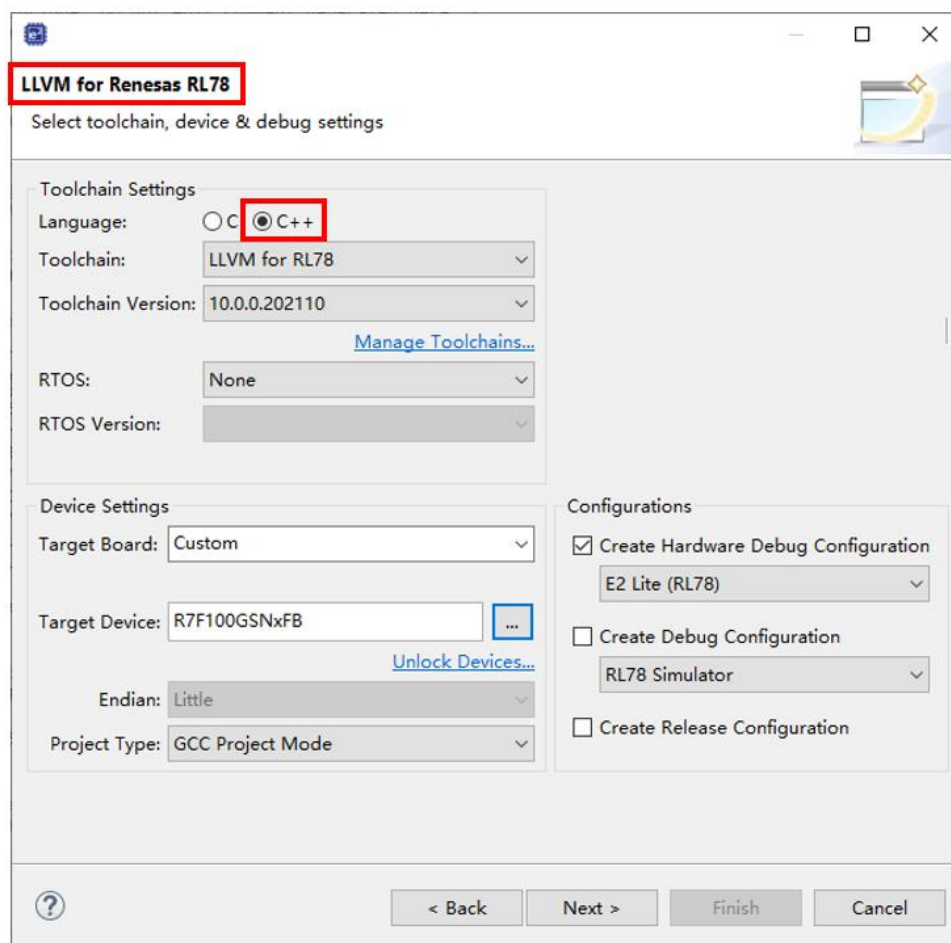 LLVM for Renesas RL78
Select toolchain, device & debug settings
Toolchain Settings
Language: C C++
Toolchain: LLVM for RL78
Toolchain Version: 10.0.0.202110
Manage Toolchains...
RTOS: None
RTOS Version:
Device Settings
Target Board: Custom
Target Device: R7F100GSNxFB ...
Unlock Devices...
Endian: Little
Project Type: GCC Project Mode
Configurations
Create Hardware Debug Configuration
E2 Lite (RL78)
Create Debug Configuration
RL78 Simulator
Create Release Configuration
? < Back Next > Finish Cancel